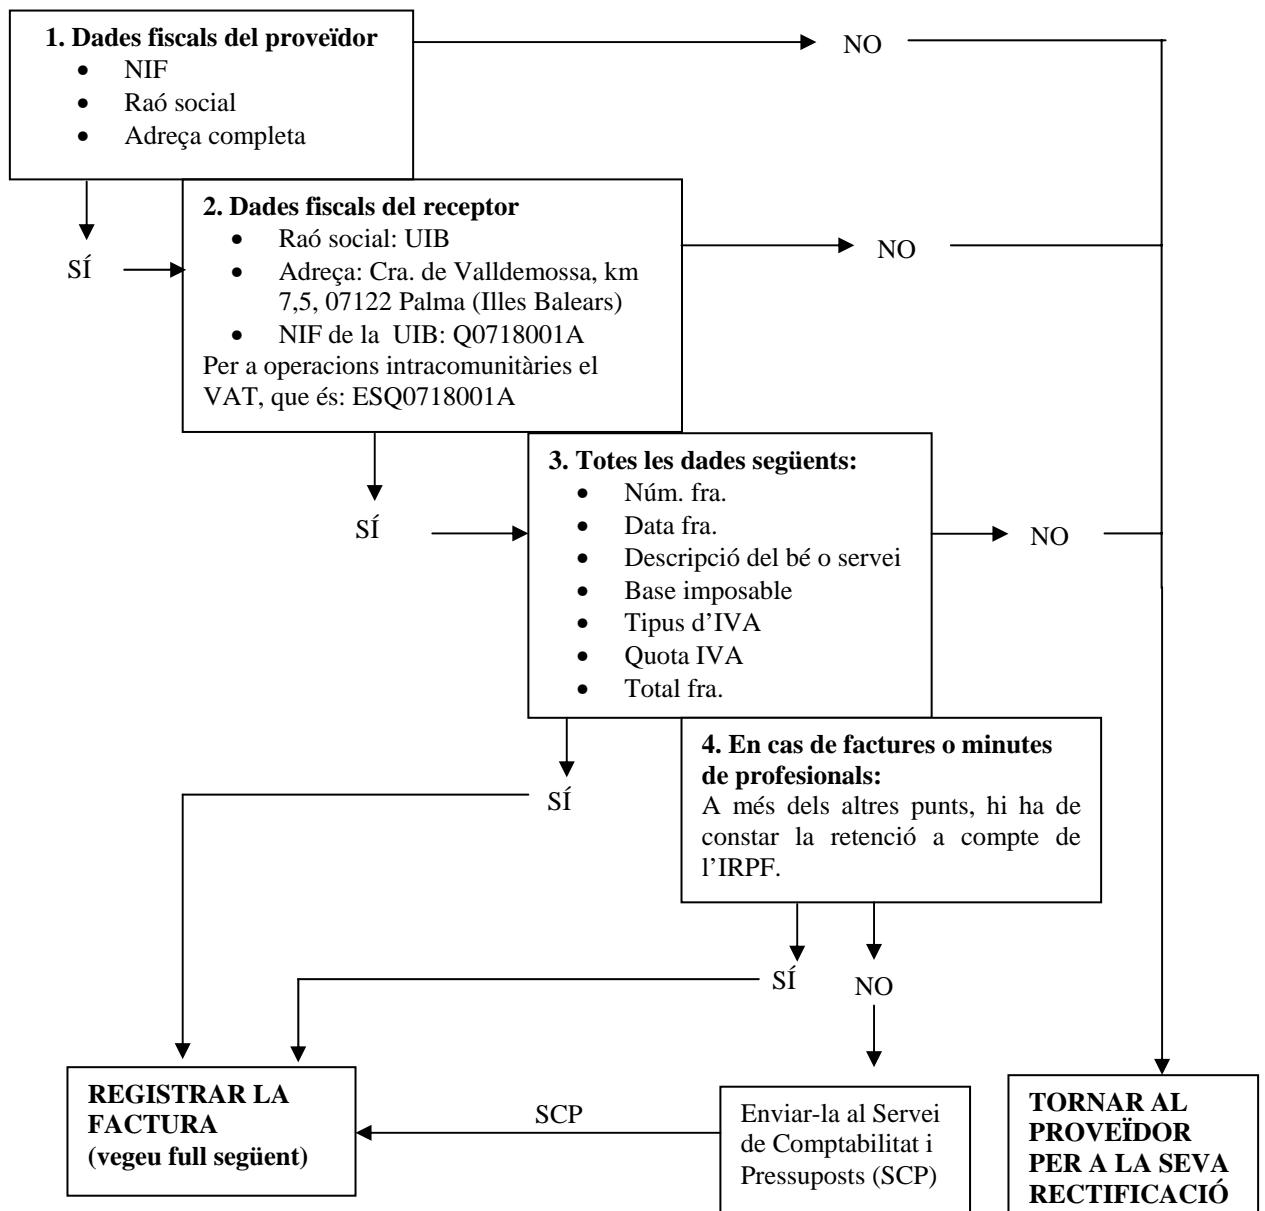 1. Dades fiscals del proveïdor
• NIF
• Raó social
• Adreça completa
NO
SÍ
2. Dades fiscals del receptor
• Raó social: UIB
• Adreça: Cra. de Valldemossa, km
7,5, 07122 Palma (Illes Balears)
• NIF de la UIB: Q0718001A
Per a operacions intracomunitàries el
VAT, que és: ESQ0718001A
NO
SÍ
3. Totes les dades següents:
• Núm. fra.
• Data fra.
• Descripció del bé o servei
• Base imposable
• Tipus d’IVA
• Quota IVA
• Total fra.
NO
SÍ
4. En cas de factures o minutes
de profesionals:
A més dels altres punts, hi ha de
constar la retenció a compte de
l’IRPF.
SÍ
NO
REGISTRAR LA
FACTURA
(vegeu full següent)
SCP
Enviar-la al Servei
de Comptabilitat i
Pressuposts (SCP)
TORNAR AL
PROVEÏDOR
PER A LA SEVA
RECTIFICACIÓ